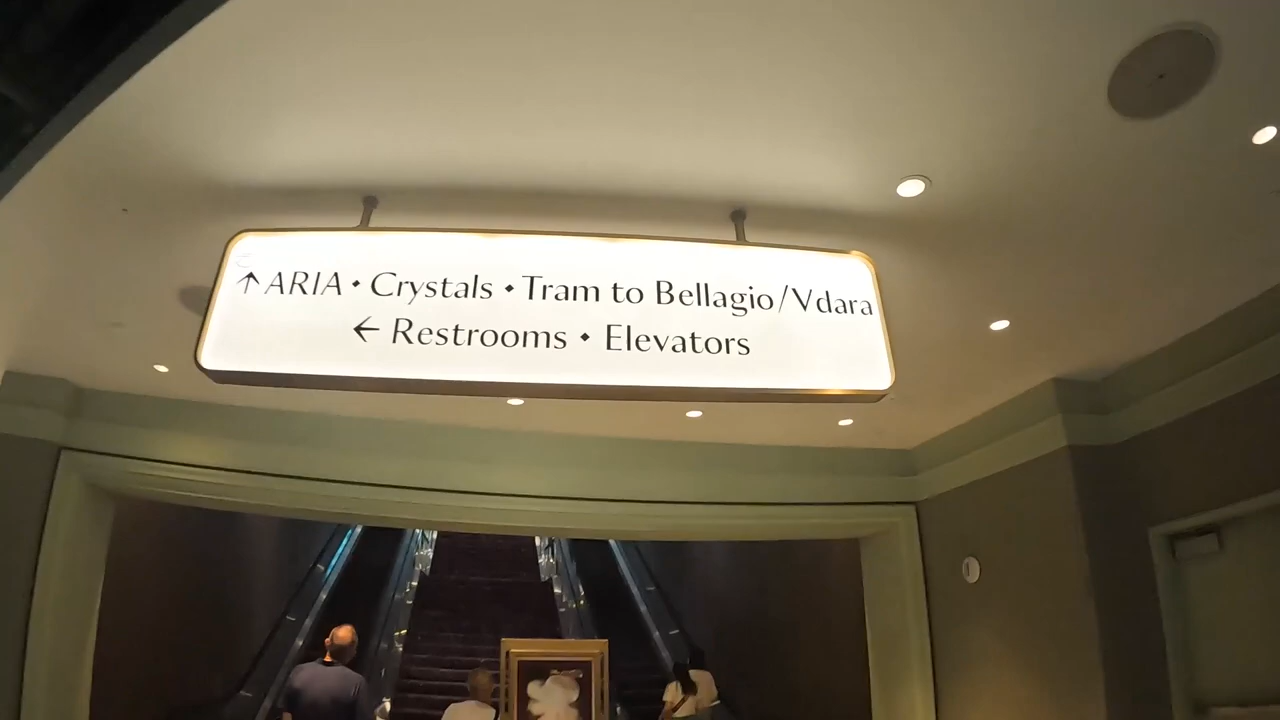 ↑ ARIA • Crystals • Tram to Bellagio/Vdara
← Restrooms • Elevators